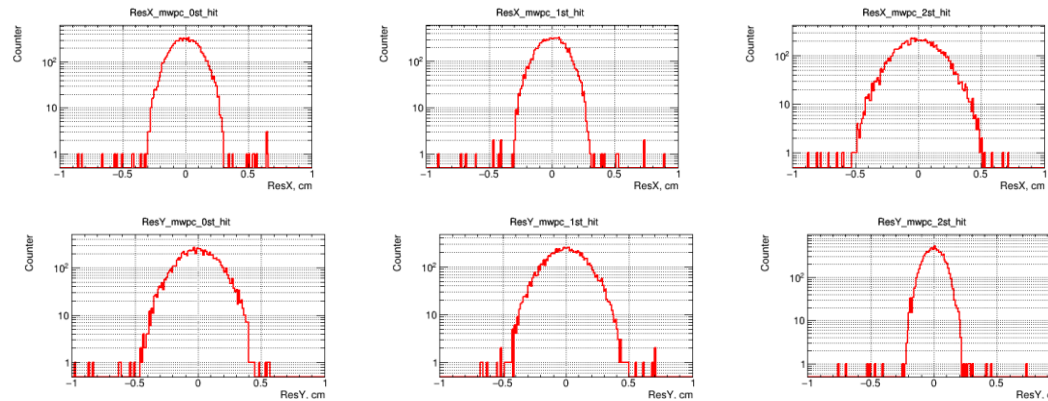 ResX_mwpc_0st_hit
Counter
10²
10
1
−1 −0.5 0 0.5 1
ResX, cm
ResX_mwpc_1st_hit
Counter
10²
10
1
−1 −0.5 0 0.5 1
ResX, cm
ResX_mwpc_2st_hit
Counter
10²
10
1
−1 −0.5 0 0.5 1
ResX, cm
ResY_mwpc_0st_hit
Counter
10²
10
1
−1 −0.5 0 0.5 1
ResY, cm
ResY_mwpc_1st_hit
Counter
10²
10
1
−1 −0.5 0 0.5 1
ResY, cm
ResY_mwpc_2st_hit
Counter
10²
10
1
−1 −0.5 0 0.5 1
ResY, c